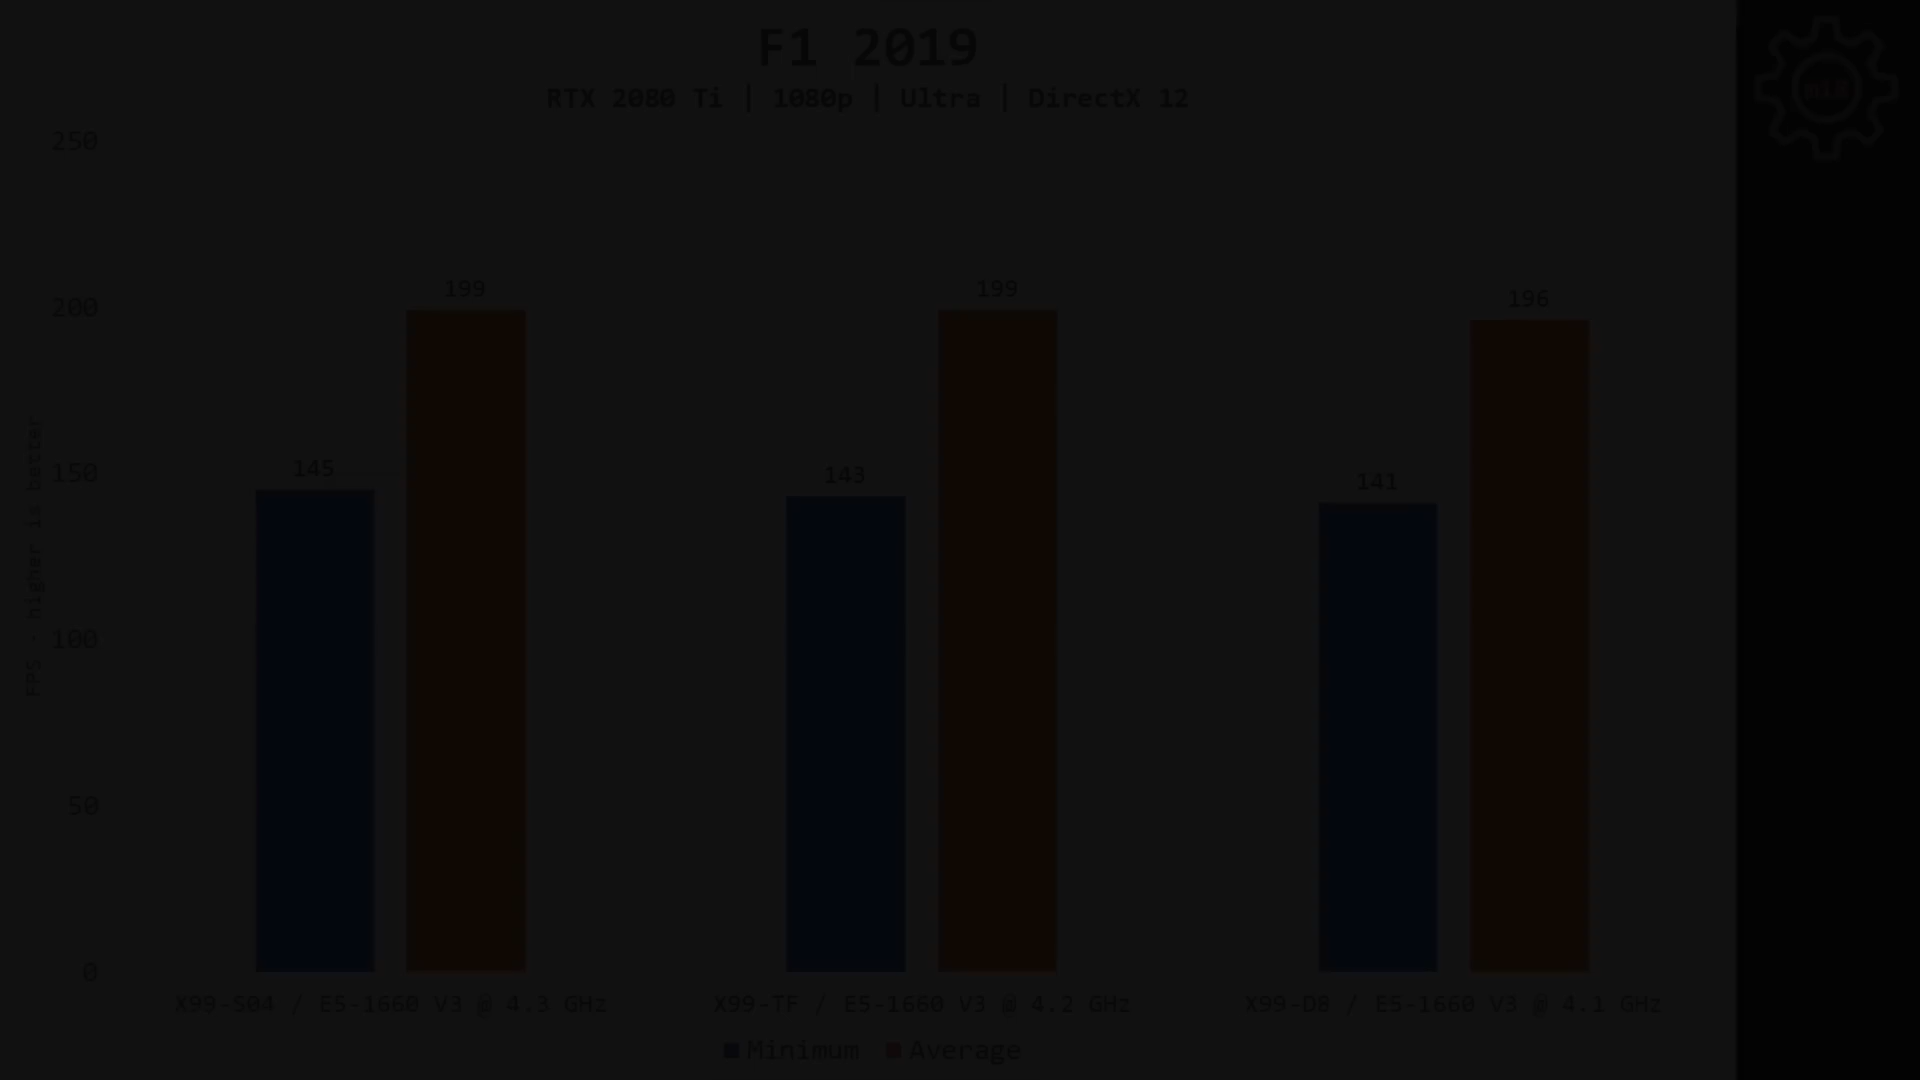 F1 2019
RTX 2080 Ti | 1080p | Ultra | DirectX 12
250
200
150
100
50
0
FPS - higher is better
145
199
143
199
141
196
X99-S04 / E5-1660 V3 @ 4.3 GHz
X99-TF / E5-1660 V3 @ 4.2 GHz
X99-D8 / E5-1660 V3 @ 4.1 GHz
Minimum
Average